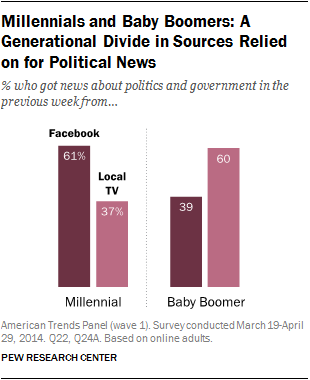 Millennials and Baby Boomers: A
Generational Divide in Sources Relied
on for Political News
% who got news about politics and government in the
previous week from...
Facebook
61%
Local
TV
37%
60
39
Millennial
Baby Boomer
American Trends Panel (wave 1). Survey conducted March 19-April
29, 2014. Q22, Q24A. Based on online adults.
PEW RESEARCH CENTER